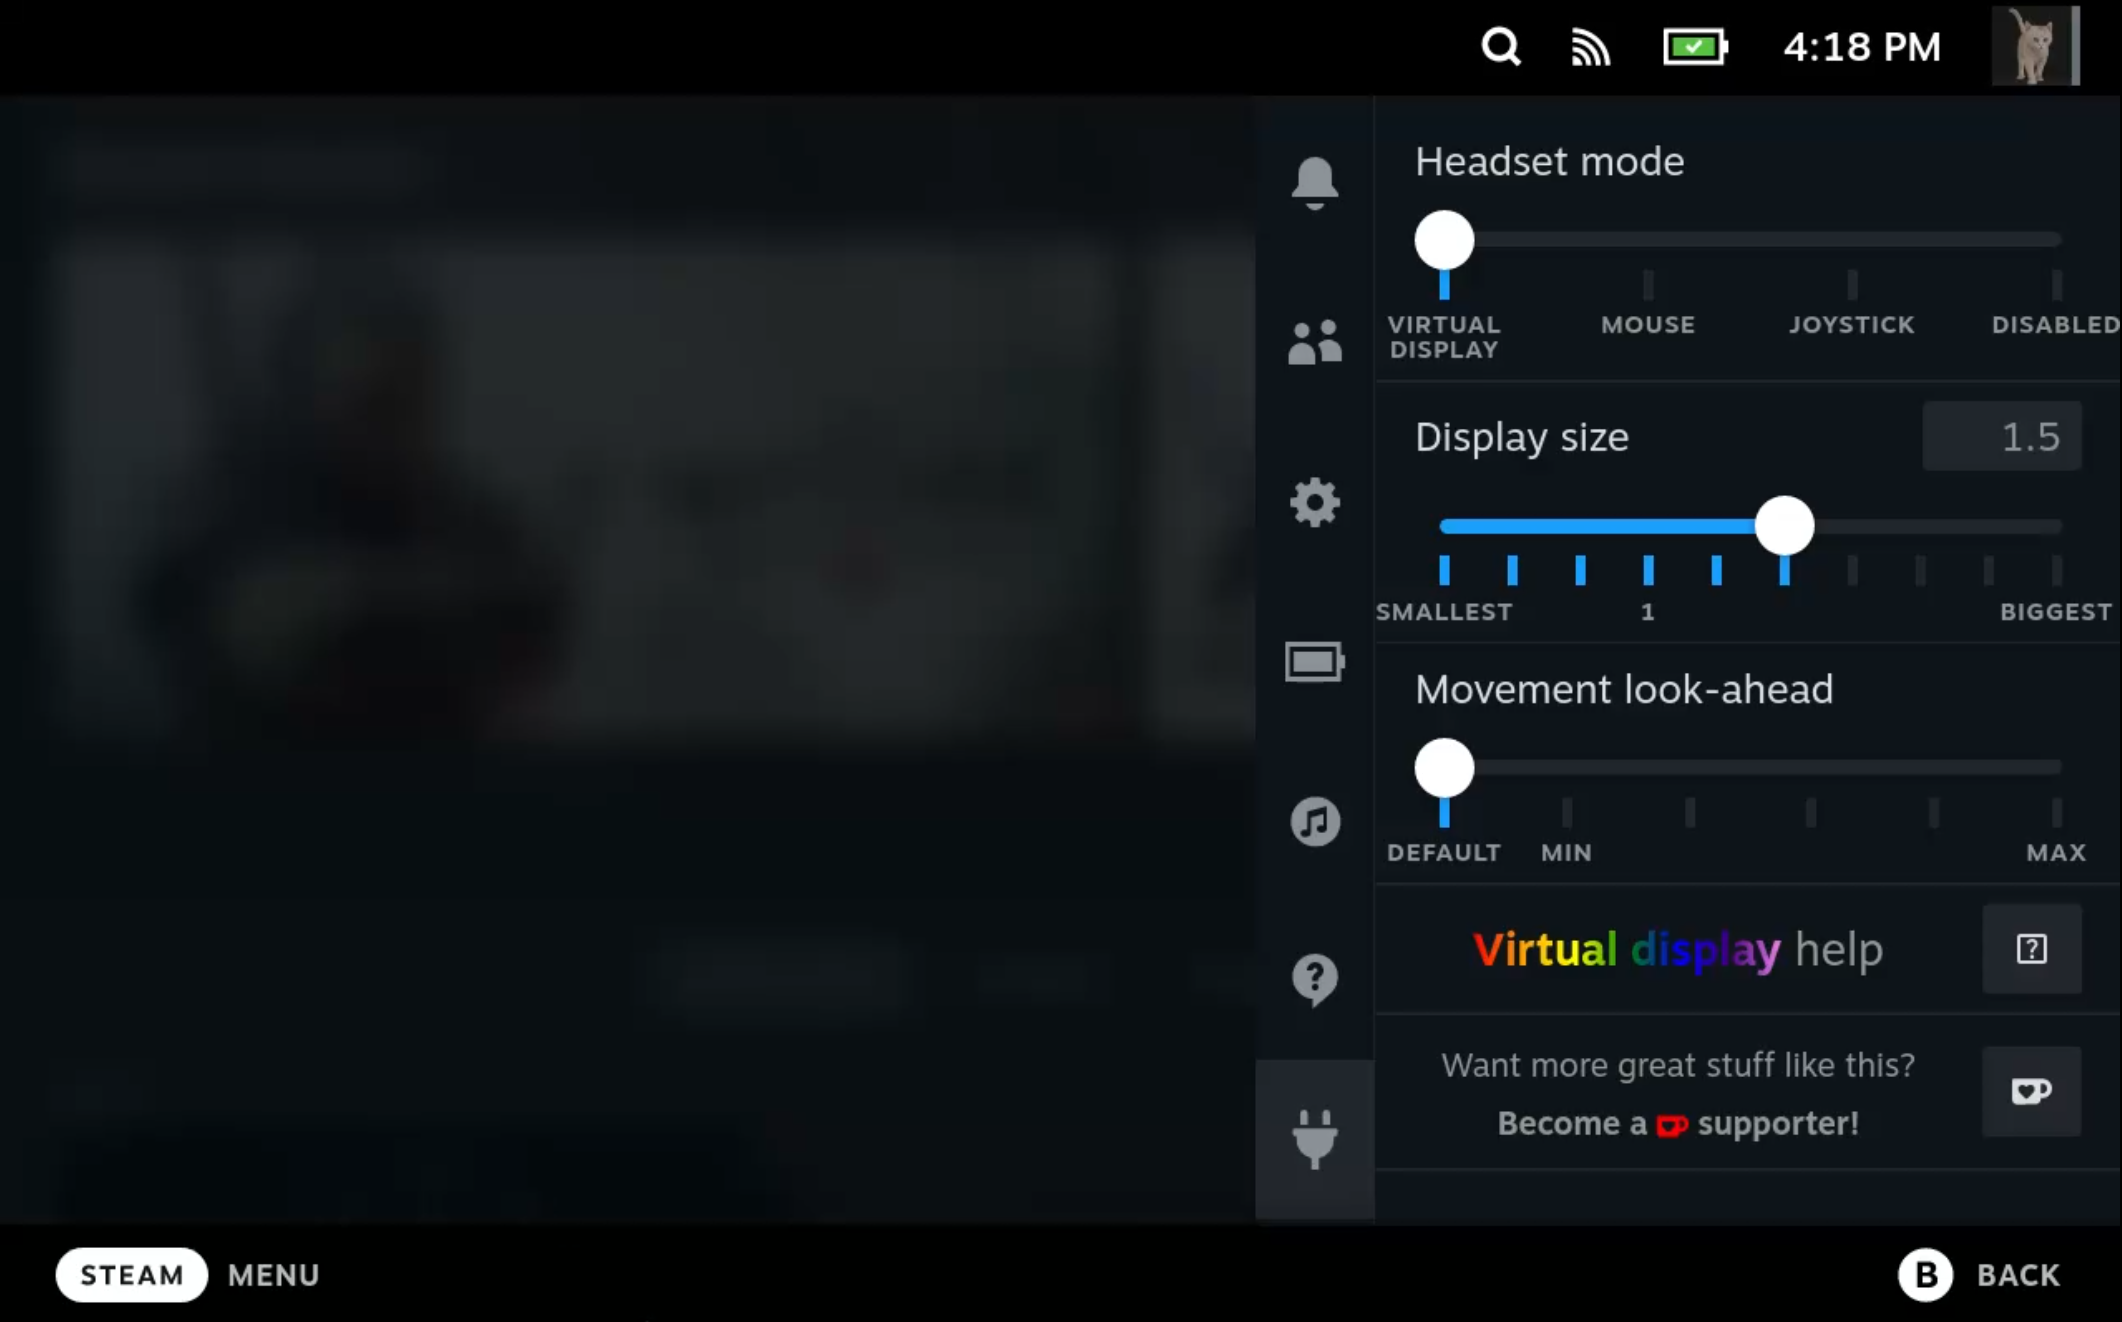 4:18 PM
Headset mode
VIRTUAL DISPLAY MOUSE JOYSTICK DISABLED
Display size 1.5
SMALLEST 1 BIGGEST
Movement look-ahead
DEFAULT MIN MAX
Virtual display help
Want more great stuff like this?
Become a supporter!
STEAM MENU
B BACK